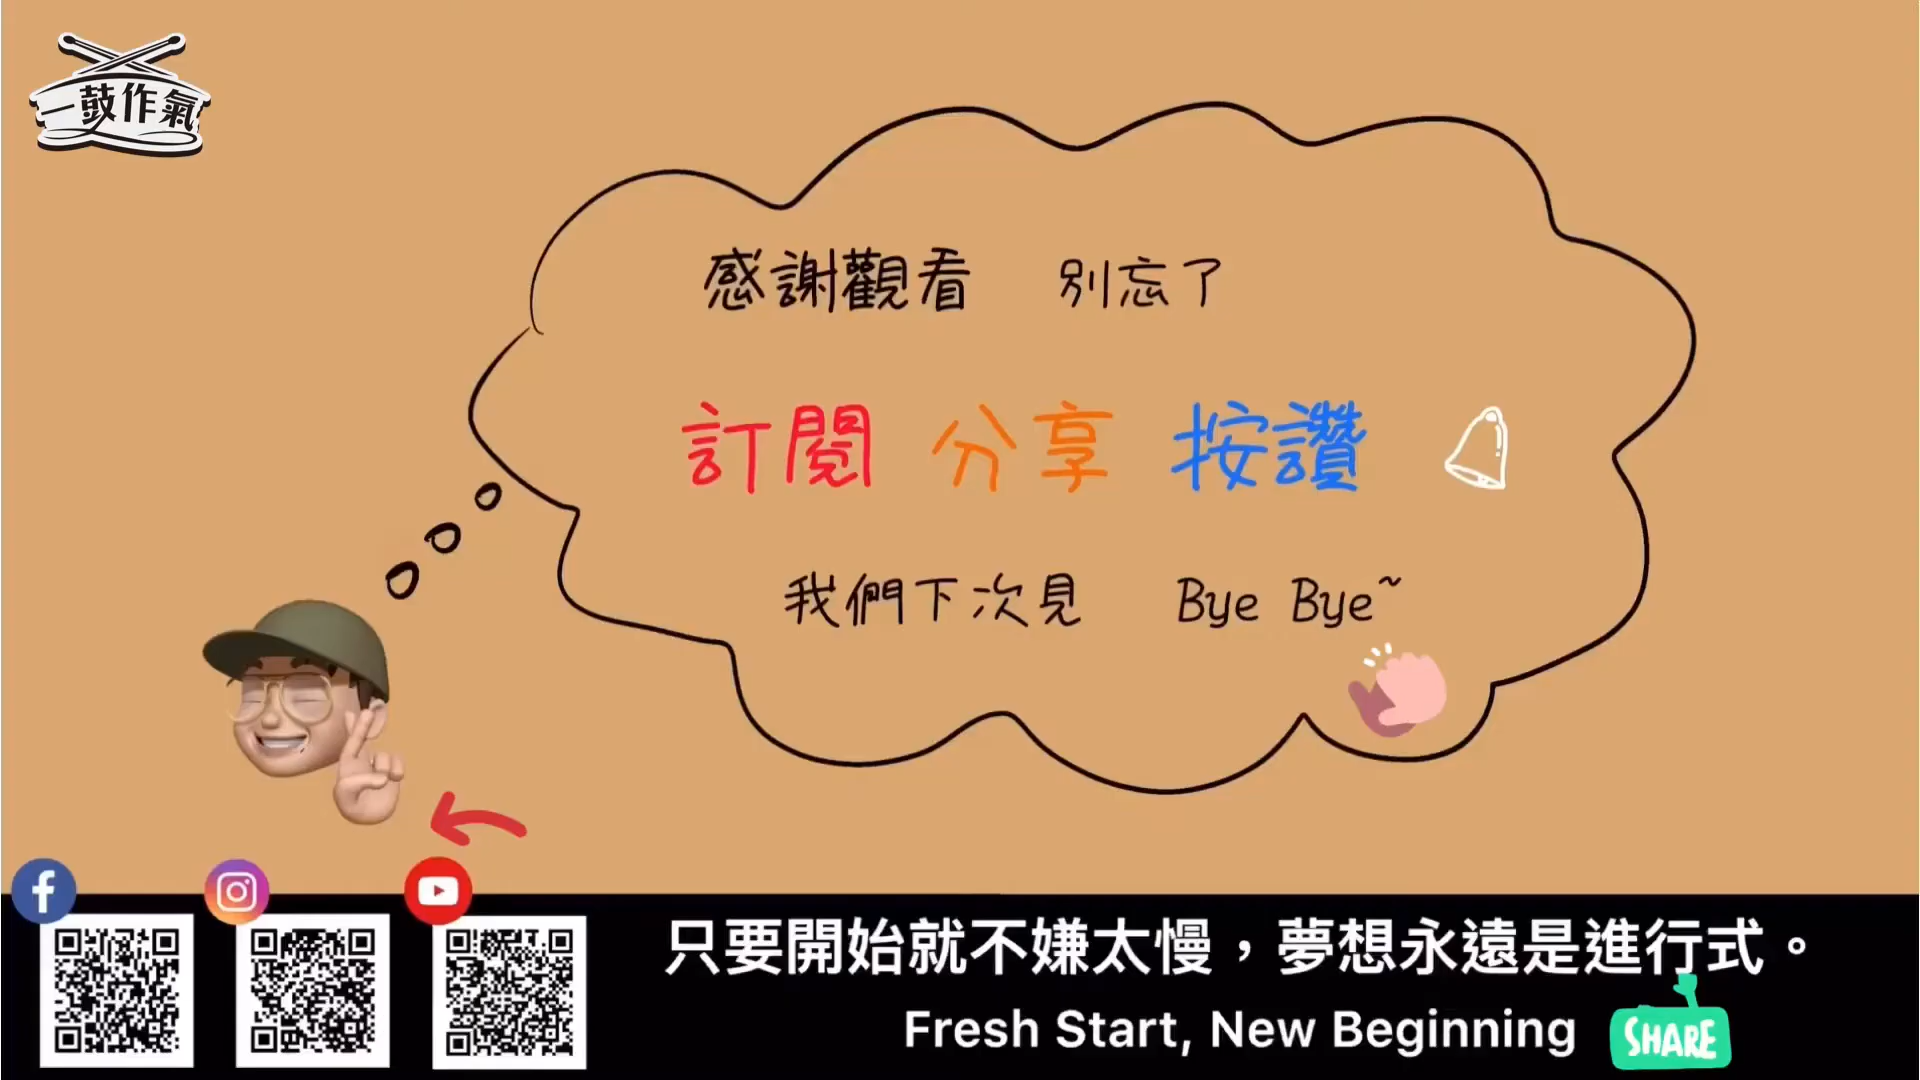 一鼓作氣
感謝觀看 別忘了
訂閱 分享 按讚
我們下次見 Bye Bye~
只要開始就不嫌太慢，夢想永遠是進行式。
Fresh Start, New Beginning
SHARE